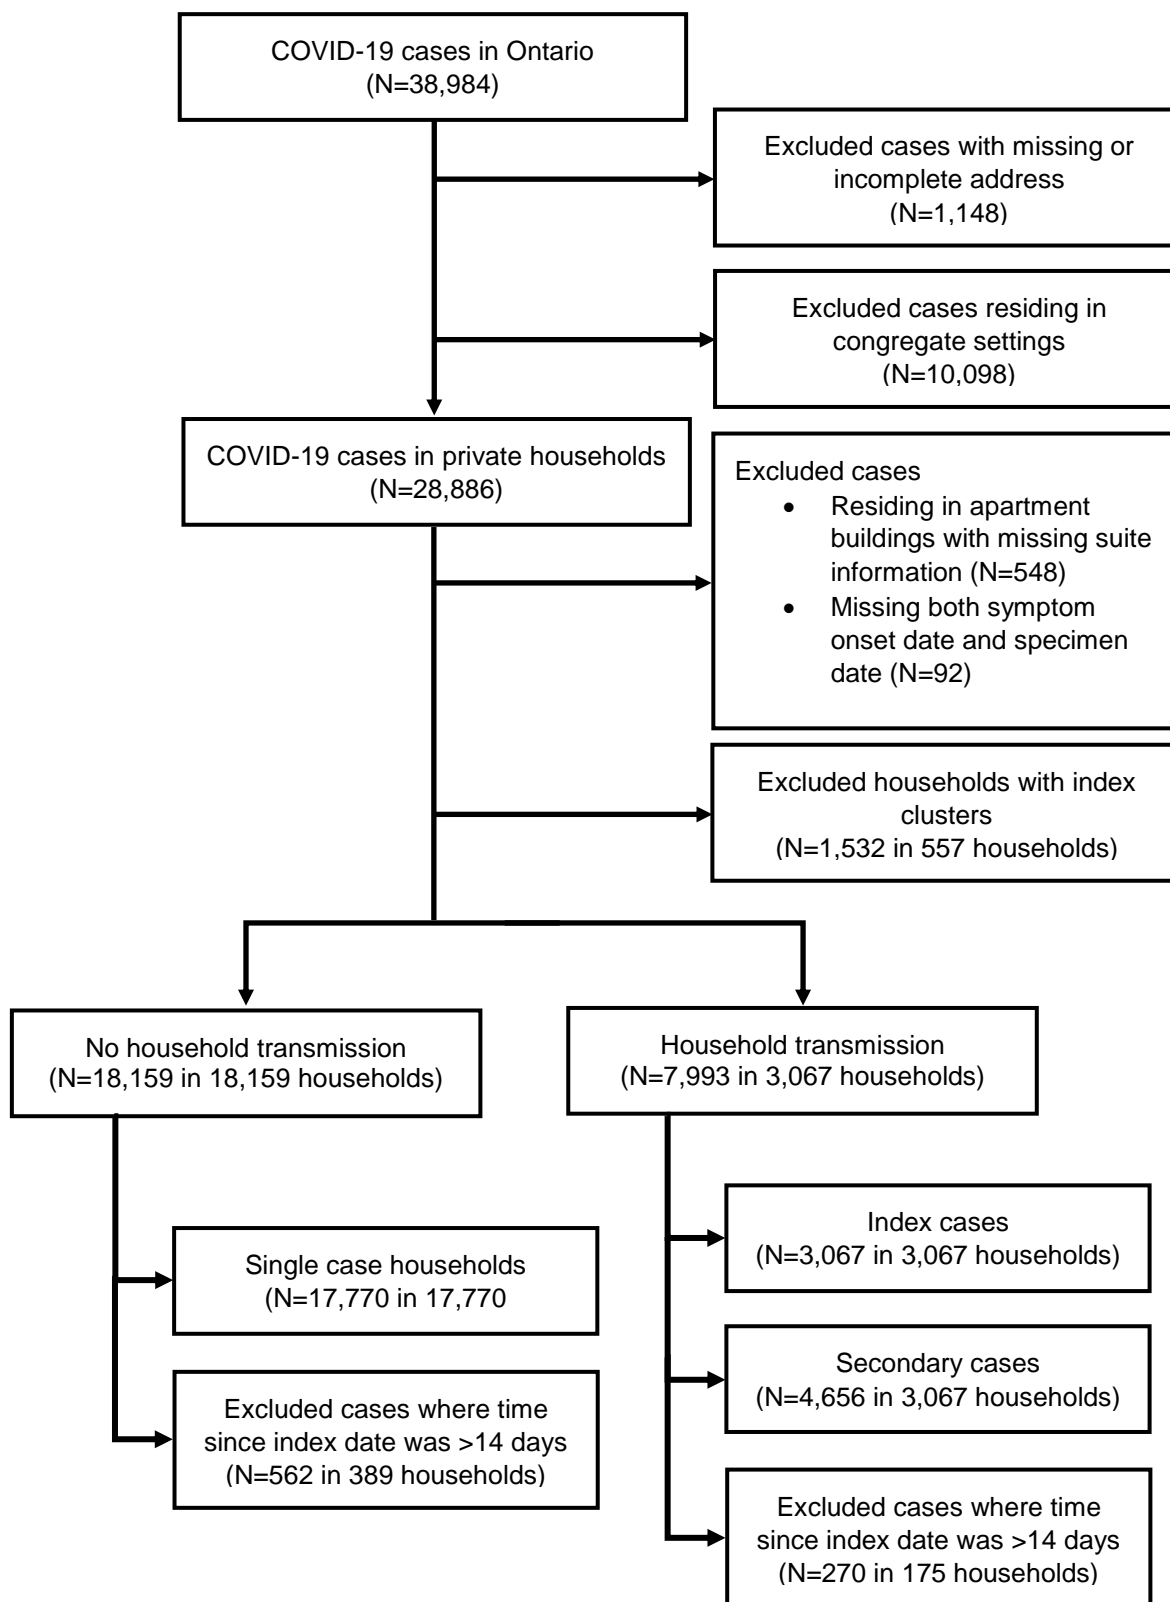 COVID-19 cases in Ontario
(N=38,984)
Excluded cases with missing or
incomplete address
(N=1,148)
Excluded cases residing in
congregate settings
(N=10,098)
COVID-19 cases in private households
(N=28,886)
Excluded cases
• Residing in apartment
buildings with missing suite
information (N=548)
• Missing both symptom
onset date and specimen
date (N=92)
Excluded households with index
clusters
(N=1,532 in 557 households)
No household transmission
(N=18,159 in 18,159 households)
Household transmission
(N=7,993 in 3,067 households)
Single case households
(N=17,770 in 17,770
Excluded cases where time
since index date was >14 days
(N=562 in 389 households)
Index cases
(N=3,067 in 3,067 households)
Secondary cases
(N=4,656 in 3,067 households)
Excluded cases where time
since index date was >14 days
(N=270 in 175 households)